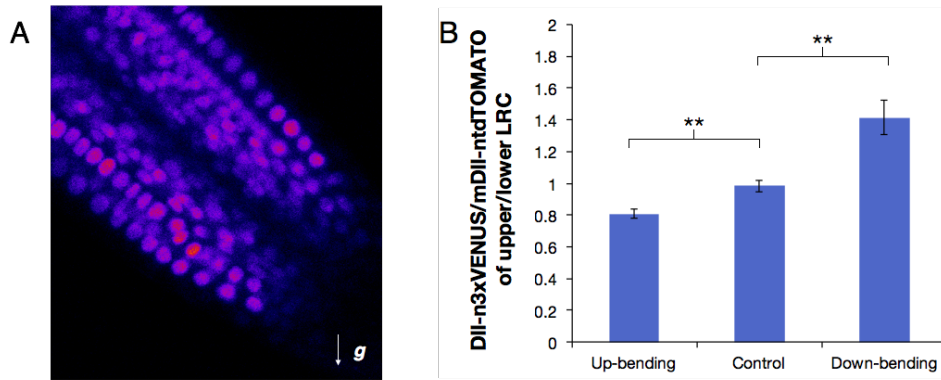 A
g
B
DII-n3xVENUS/mDII-ntdTOMATO
of upper/lower LRC
2
1.8
1.6
1.4
1.2
1
0.8
0.6
0.4
0.2
0
**
**
Up-bending
Control
Down-bending